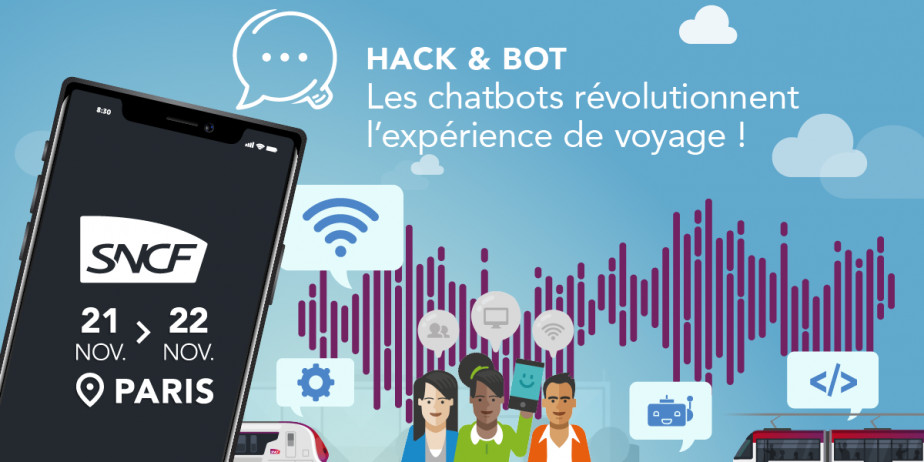 HACK & BOT
Les chatbots révolutionnent
l'expérience de voyage !
8:30
SNCF
21 > 22
NOV. NOV.
PARIS
</>